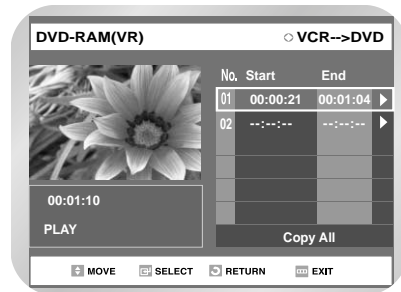 DVD-RAM(VR) VCR-->DVD
No. Start End
01 00:00:21 00:01:04
02 --:--:-- --:--:--
00:01:10
PLAY
Copy All
MOVE SELECT RETURN EXIT